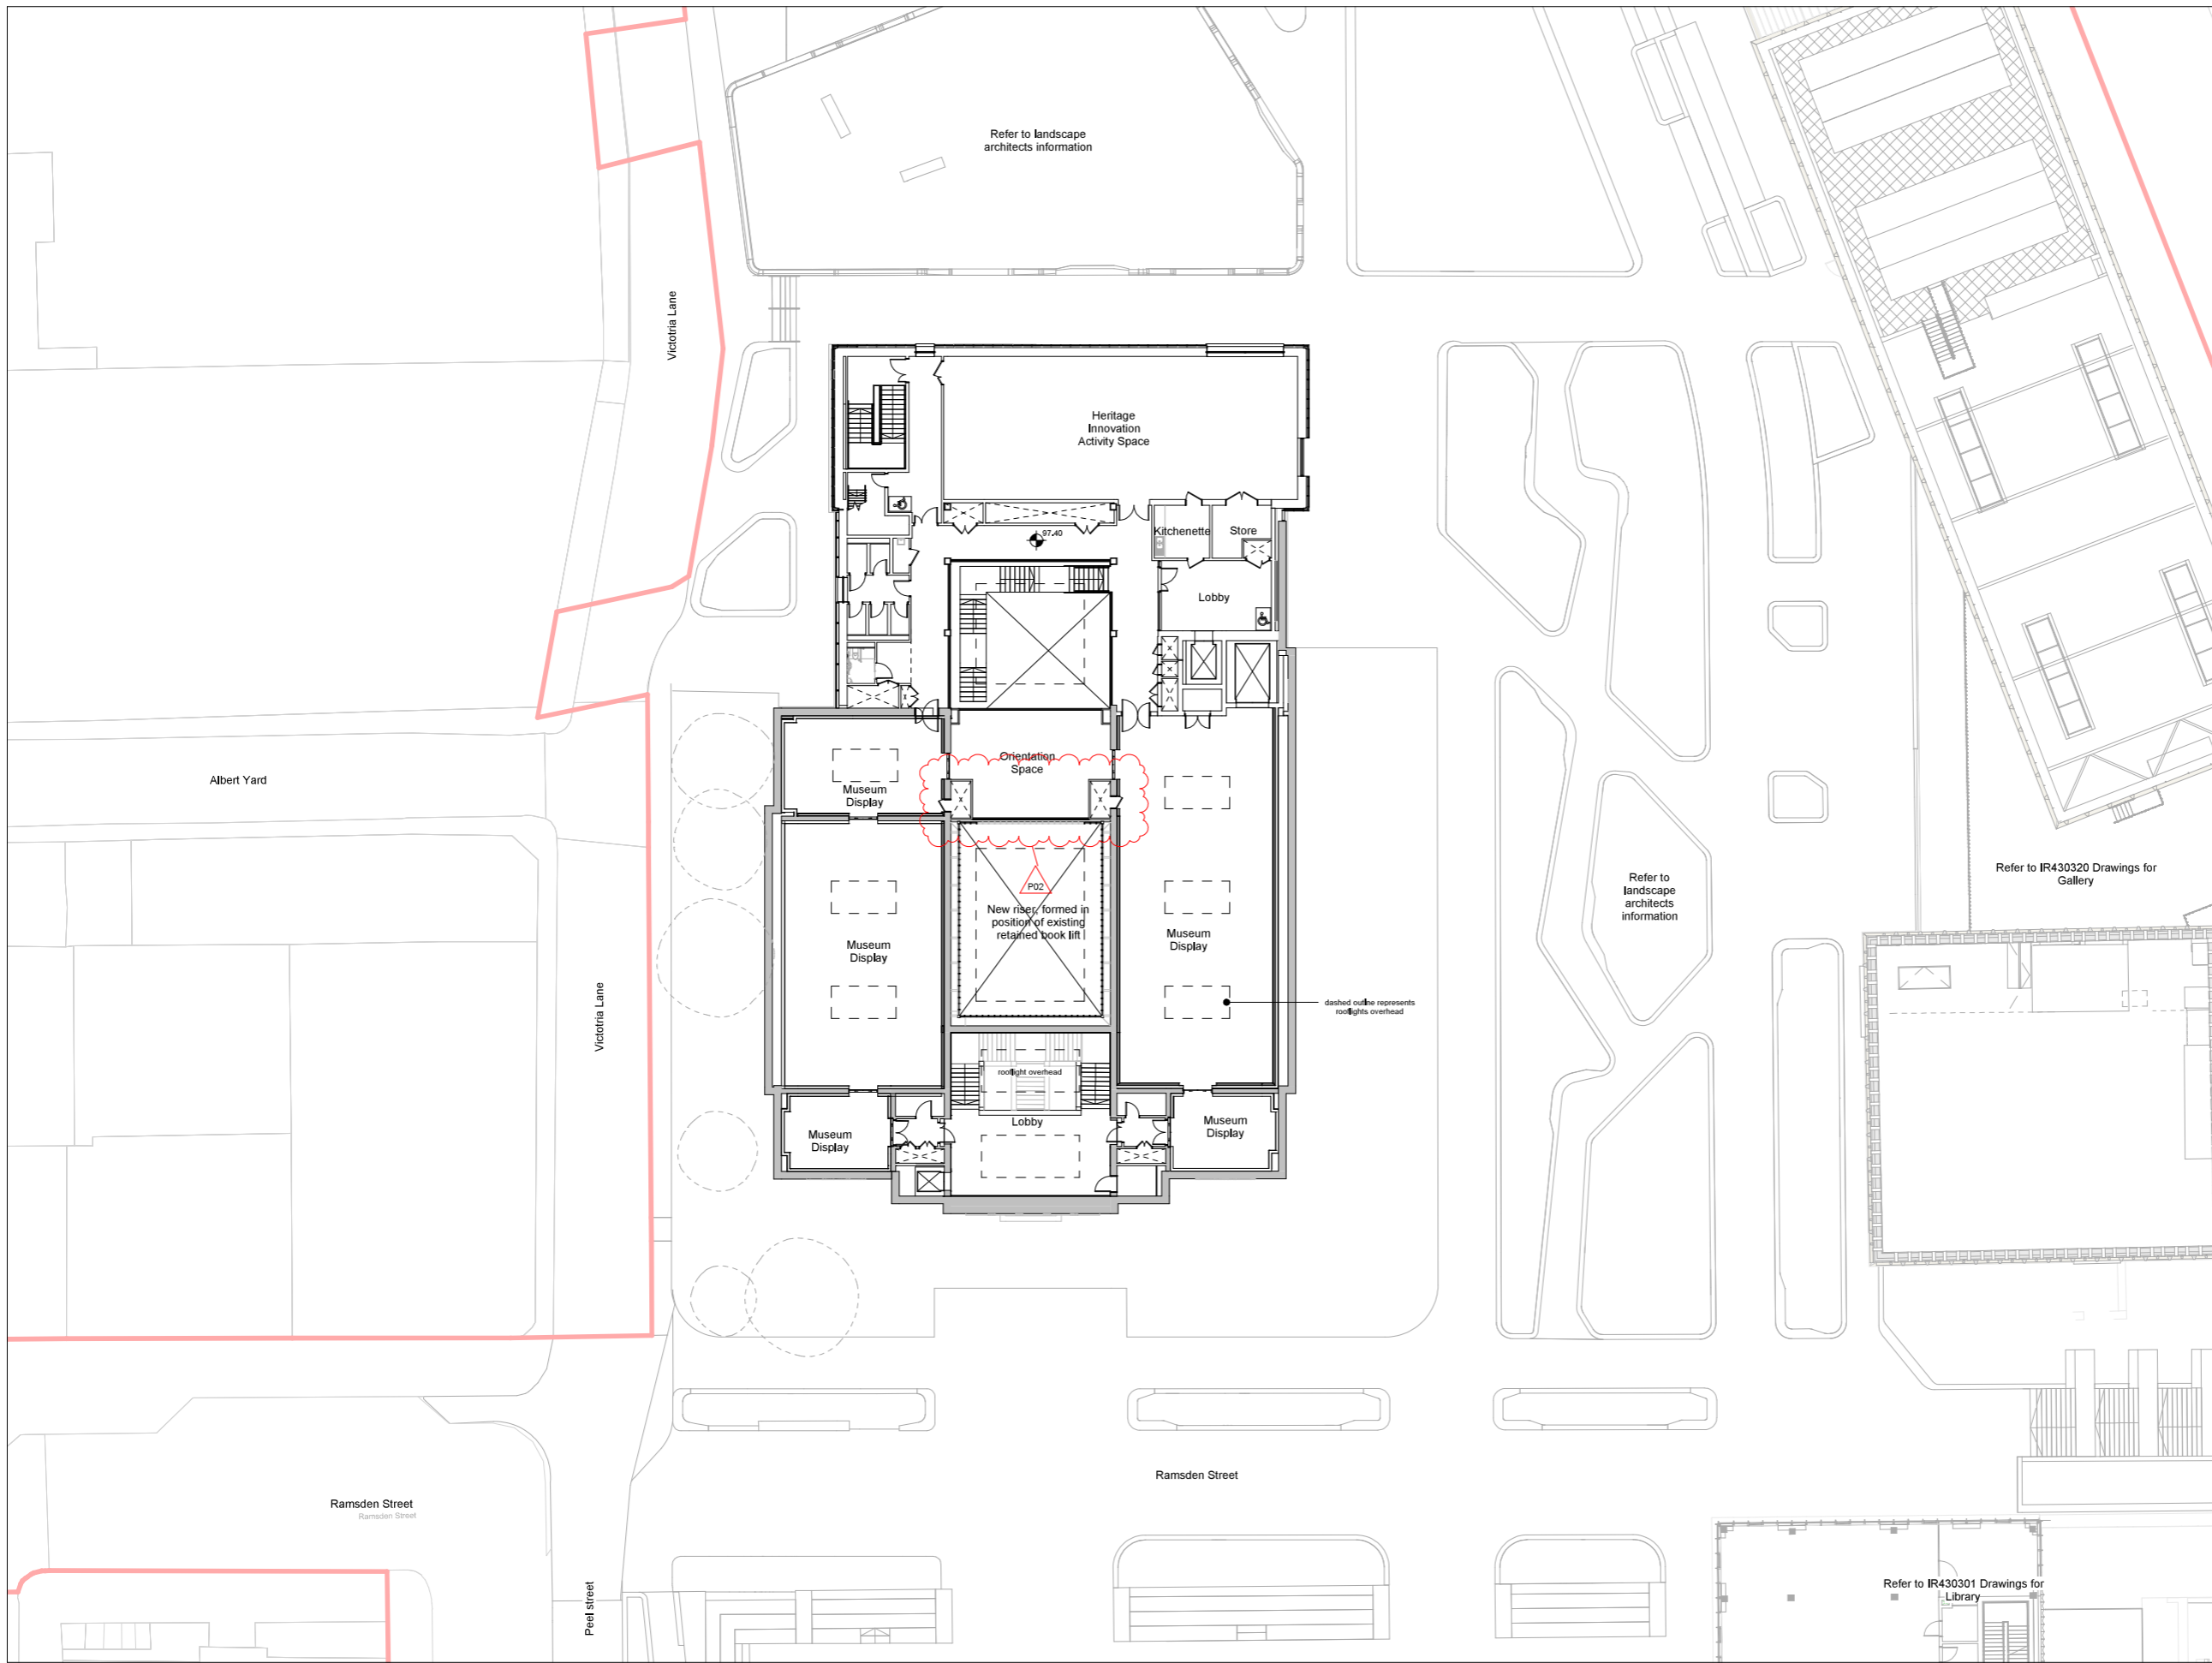 Refer to landscape
architects information
Victotria Lane
Heritage
Innovation
Activity Space
97.40
Kitchenette
Store
Lobby
Orientation
Space
Albert Yard
Museum
Display
Refer to IR430320 Drawings for
Gallery
Refer to
landscape
architects
information
P02
New riser, formed in
position of existing
retained book lift
Museum
Display
Museum
Display
Victotria Lane
dashed outline represents
rooflights overhead
rooflight overhead
Lobby
Museum
Display
Museum
Display
Ramsden Street
Ramsden Street
Ramsden Street
Peel street
Refer to IR430301 Drawings for
Library